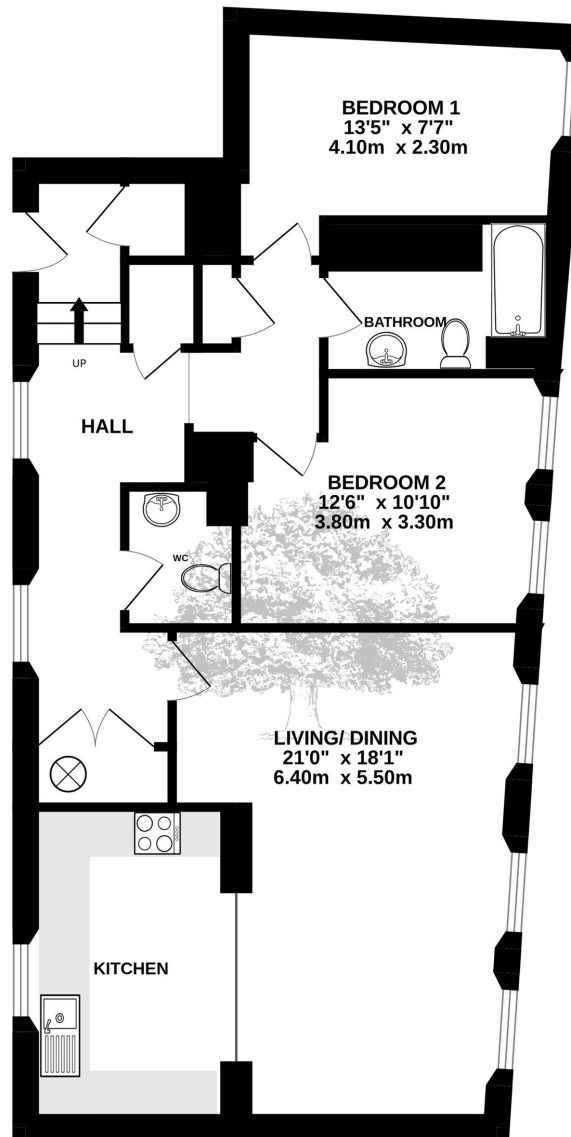 BEDROOM 1
13'5" x 7'7"
4.10m x 2.30m
BATHROOM
UP
HALL
BEDROOM 2
12'6" x 10'10"
3.80m x 3.30m
WC
LIVING/ DINING
21'0" x 18'1"
6.40m x 5.50m
KITCHEN